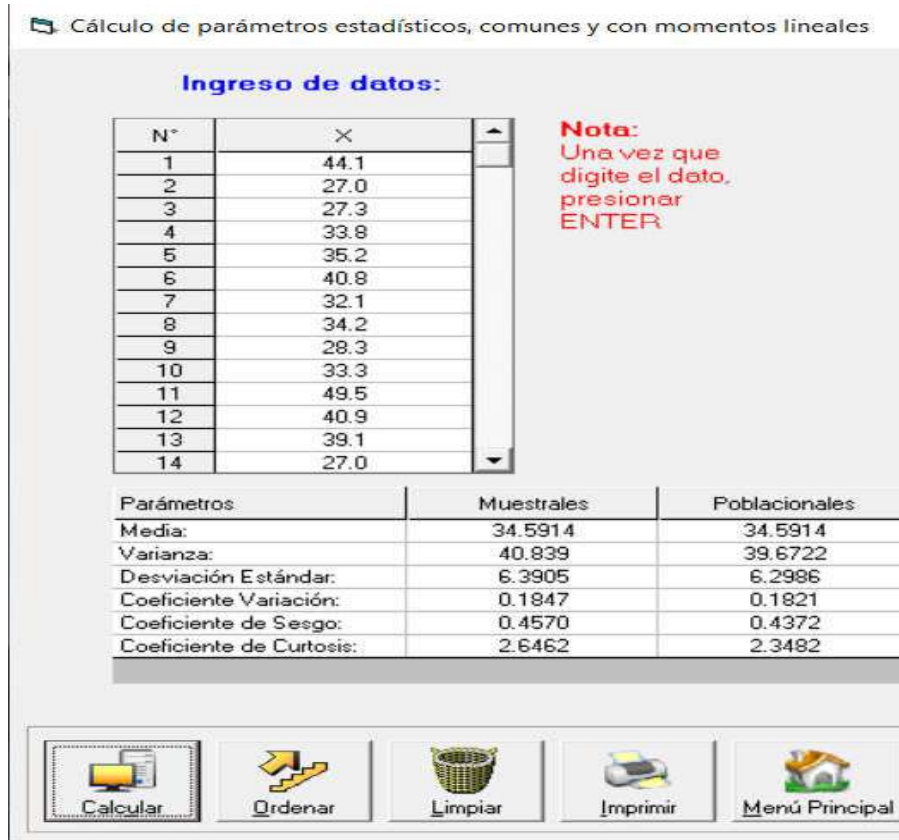 Cálculo de parámetros estadísticos, comunes y con momentos lineales
Ingreso de datos:
N° X
1 44.1
2 27.0
3 27.3
4 33.8
5 35.2
6 40.8
7 32.1
8 34.2
9 28.3
10 33.3
11 49.5
12 40.9
13 39.1
14 27.0
Nota:
Una vez que
digite el dato,
presionar
ENTER
Parámetros Muestrales Poblacionales
Media: 34.5914 34.5914
Varianza: 40.839 39.6722
Desviación Estándar: 6.3905 6.2986
Coeficiente Variación: 0.1847 0.1821
Coeficiente de Sesgo: 0.4570 0.4372
Coeficiente de Curtosis: 2.6462 2.3482
Calcular Ordenar Limpiar Imprimir Menú Principal